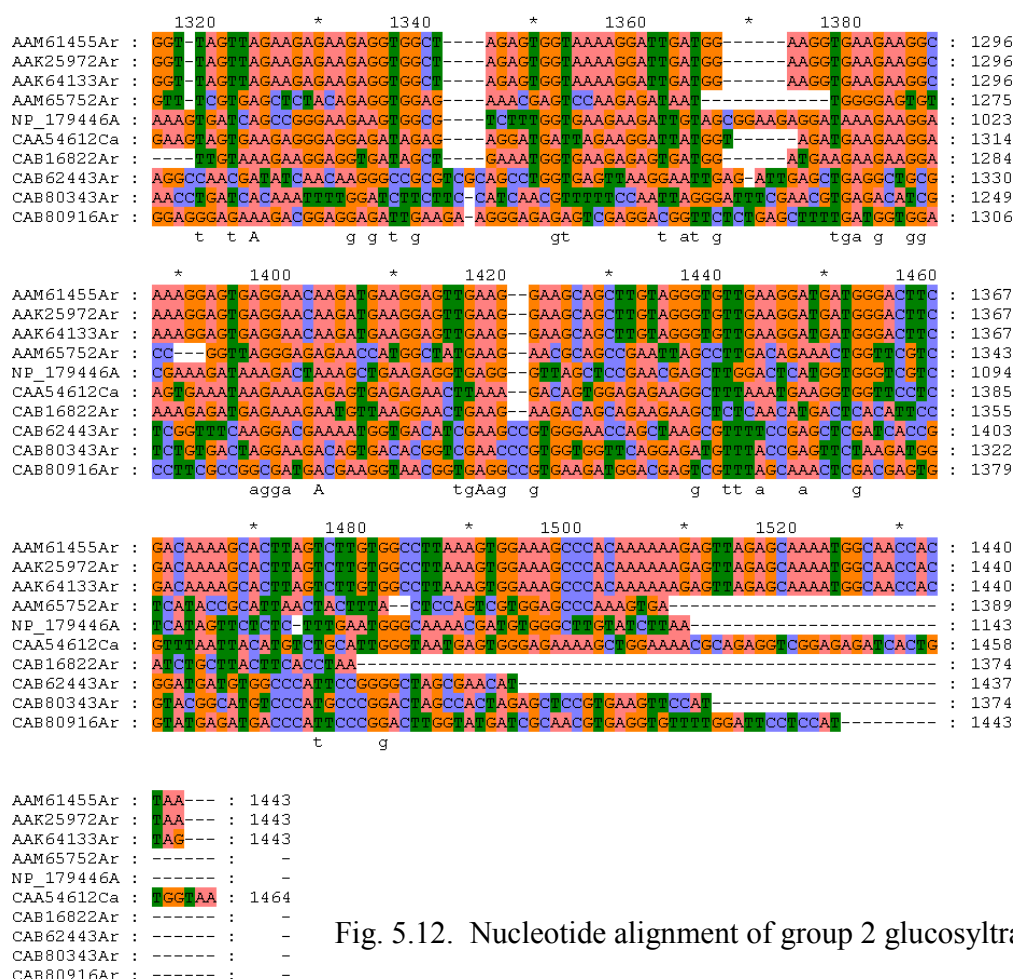 1320 * 1340 * 1360 * 1380
AAM61455Ar : GGT-TAGTTAGAAGAGAAGAGGTGGCT----AGAGTGGTAAAAGGATTGATGG------AAGGTGAAGAAGGC : 1296
AAK25972Ar : GGT-TAGTTAGAAGAGAAGAGGTGGCT----AGAGTGGTAAAAGGATTGATGG------AAGGTGAAGAAGGC : 1296
AAK64133Ar : GGT-TAGTTAGAAGAGAAGAGGTGGCT----AGAGTGGTAAAAGGATTGATGG------AAGGTGAAGAAGGC : 1296
AAM65752Ar : GTT-TCGTGAGCTCTACAGAGGTGGAG----AAACGAGTCCAAGAGATAAT------------TGGGGAGTGT : 1275
NP_179446A : AAAGTGATCAGCCGGGAAGAAGTGGCG----TCTTTGGTGAAGAAGATTGTAGCGGAAGAGGATAAAGAAGGA : 1023
CAA54612Ca : GAAGTAGTGAAGAGGGAGGAGATAGAG----AGGATGATTAGAAGGATTATGGT-----AGATGAAGAAGGA : 1314
CAB16822Ar : ----TTGTAAAGAAGGAGGTGATAGCT----GAAATGGTGAAGAGAGTGATGG------ATGAAGAAGAAGGA : 1284
CAB62443Ar : AGGCCAACGATATCAACAAGGGCCGCGTCGCAGCCTGGTGAGTTAAGGAATTGAG-ATTGAGCTGAGGCTGCG : 1330
CAB80343Ar : AACCTGATCACAAATTTTGGATCTTCTTC-CATCAACGTTTTTCCAATTAGGGATTTCGAACGTGAGACATCG : 1249
CAB80916Ar : GGAGGGAGAAAGACGGAGGAGATTGAAGA-AGGGAGAGAGTCGAGGACGGTTCTCTGAGCTTTTGATGGTGGA : 1306
t t A g g t g gt t at g tga g gg
* 1400 * 1420 * 1440 * 1460
AAM61455Ar : AAAGGAGTGAGGAACAAGATGAAGGAGTTGAAG--GAAGCAGCTTGTAGGGTGTTGAAGGATGATGGGACTTC : 1367
AAK25972Ar : AAAGGAGTGAGGAACAAGATGAAGGAGTTGAAG--GAAGCAGCTTGTAGGGTGTTGAAGGATGATGGGACTTC : 1367
AAK64133Ar : AAAGGAGTGAGGAACAAGATGAAGGAGTTGAAG--GAAGCAGCTTGTAGGGTGTTGAAGGATGATGGGACTTC : 1367
AAM65752Ar : CC---GGTTAGGGAGAGAACCATGGCTATGAAG--AACGCAGCCGAATTAGCCTTGACAGAAACTGGTTCGTC : 1343
NP_179446A : CGAAAGATAAAGACTAAAGCTGAAGAGGTGAGG--GTTAGCTCCGAACGAGCTTGGACTCATGGTGGGTCGTC : 1094
CAA54612Ca : AGTGAAATAAGGAAAGAGAGTGAGAGAACTTAAA--GACAGTGGAGAGAAGGCTTTAAATGAAGGTGGTTCCTC : 1385
CAB16822Ar : AAAGAGATGAGAAAGAATGTTAAGGAACTGAAG--AAGACAGCAGAAGAAGCTCTCAACATGACTCACATTCC : 1355
CAB62443Ar : TCGGTTTCAAGGACGAAAATGGTGACATCGAAGCCGTGGGAACCAGCTAAGCGTTTTCCGAGCTCGATCACCG : 1403
CAB80343Ar : TCTGTGACTAGGAAGACAGTGACACGGTCGAACCCGTGGTGGTTCAGGAGATGTTTACCGAGTTCTAAGATGG : 1322
CAB80916Ar : CCTTCGCCGGCGATGACGAAGGTAACGGTGAGGCCGTGAAGATGGACGAGTCGTTTAGCAAACTCGACGAGTG : 1379
agga A tgAag g g tt a a g
* 1480 * 1500 * 1520 *
AAM61455Ar : GACAAAAGCACTTAGTCTTGTGGCCTTAAAGTGGAAAGCCCACAAAAAAGAGTTAGAGCAAAATGGCAACCAC : 1440
AAK25972Ar : GACAAAAGCACTTAGTCTTGTGGCCTTAAAGTGGAAAGCCCACAAAAAAGAGTTAGAGCAAAATGGCAACCAC : 1440
AAK64133Ar : GACAAAAGCACTTAGTCTTGTGGCCTTAAAGTGGAAAGCCCACAAAAAAGAGTTAGAGCAAAATGGCAACCAC : 1440
AAM65752Ar : TCATACCGCATTAACTACTTTA--CTCCAGTCGTGGAGCCCAAAGTGA------------------------- : 1389
NP_179446A : TCATAGTTCTCTC-TTTGAATGGGCAAAACGATGTGGGCTTGTATCTTAA----------------------- : 1143
CAA54612Ca : GTTTAATTACATGTCTGCATTGGGTAATGAGTGGGAGAAAAGCTGGAAAACGCAGAGGTCGGAGAGATCACTG : 1458
CAB16822Ar : ATCTGCTTACTTCACCTAA------------------------------------------------------ : 1374
CAB62443Ar : GGATGATGTGGCCCATTCCGGGGCTAGCGAACAT--------------------------------------- : 1437
CAB80343Ar : GTACGGCATGTCCCATGCCCGGACTAGCCACTAGAGCTCCGTGAAGTTCCAT--------------------- : 1374
CAB80916Ar : GTATGAGATGACCCATTCCCGGACTTGGTATGATCGCAACGTGAGGTGTTTTGGATTCCTCCAT--------- : 1443
t g
AAM61455Ar : TAA--- : 1443
AAK25972Ar : TAA--- : 1443
AAK64133Ar : TAG--- : 1443
AAM65752Ar : ------ : -
NP_179446A : ------ : -
CAA54612Ca : TGGTAA : 1464
CAB16822Ar : ------ : -
CAB62443Ar : ------ : -
CAB80343Ar : ------ : -
CAB80916Ar : ------ : -
Fig. 5.12. Nucleotide alignment of group 2 glucosyltra